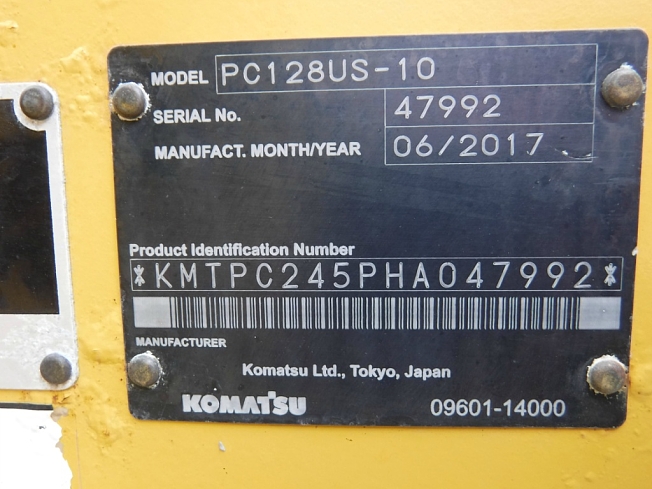 MODEL PC128US-10
SERIAL No. 47992
MANUFACT. MONTH/YEAR 06/2017
Product Identification Number
*KMTPC245PHA047992*
MANUFACTURER
Komatsu Ltd., Tokyo, Japan
KOMATSU 09601-14000